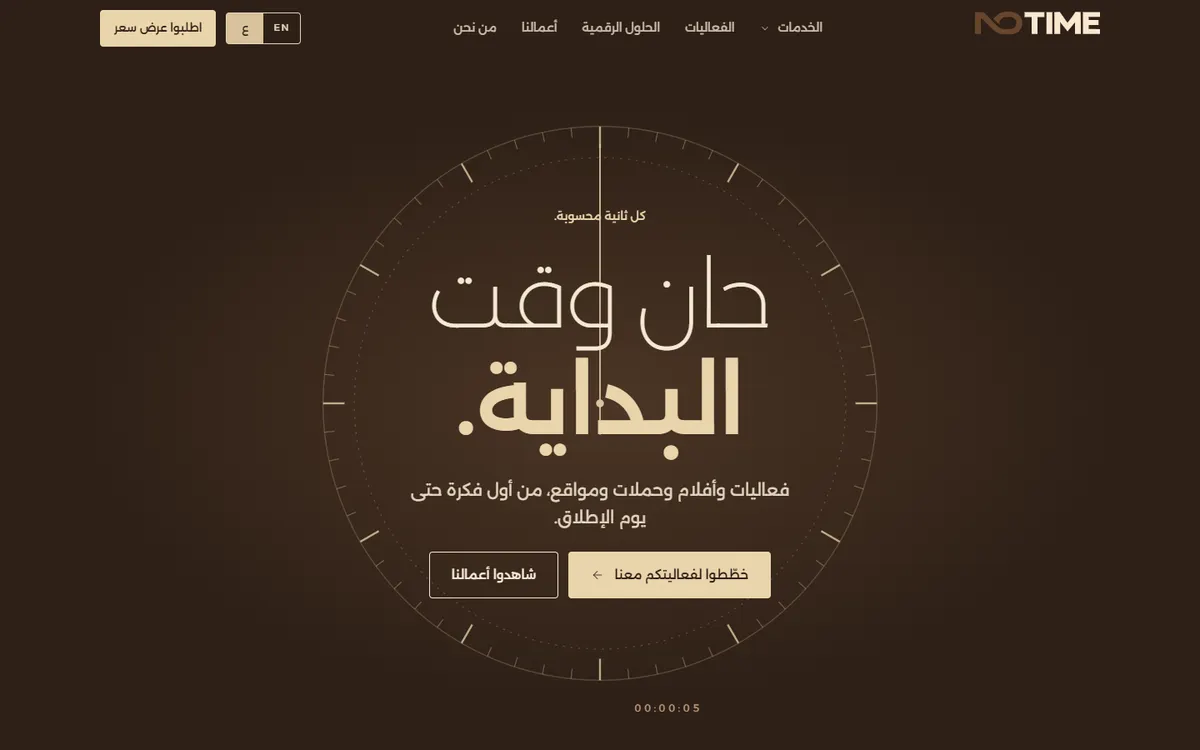 NOTIME
الخدمات
الفعاليات
الحلول الرقمية
أعمالنا
من نحن
EN
ع
اطلبوا عرض سعر
كل ثانية محسوبة.
حان وقت
البداية.
فعاليات وأفلام وحملات ومواقع، من أول فكرة حتى
يوم الإطلاق.
خطّطوا لفعاليتكم معنا ←
شاهدوا أعمالنا
00:00:05